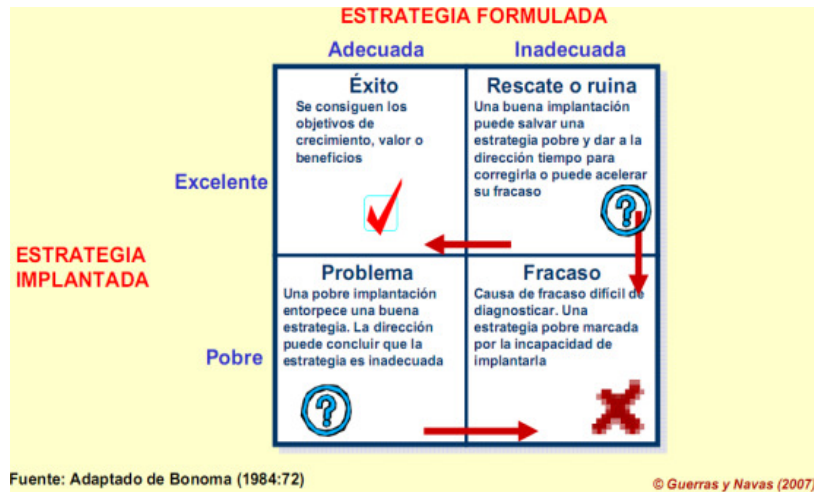 ESTRATEGIA FORMULADA
Adecuada
Inadecuada
Éxito
Se consiguen los
objetivos de
crecimiento, valor o
beneficios
Rescate o ruina
Una buena implantación
puede salvar una
estrategia pobre y dar a la
dirección tiempo para
corregirla o puede acelerar
su fracaso
Excelente
ESTRATEGIA
IMPLANTADA
Problema
Una pobre implantación
entorpece una buena
estrategia. La dirección
puede concluir que la
estrategia es inadecuada
Fracaso
Causa de fracaso difícil de
diagnosticar. Una
estrategia pobre marcada
por la incapacidad de
implantarla
Pobre
?
?
Fuente: Adaptado de Bonoma (1984:72)
© Guerras y Navas (2007)